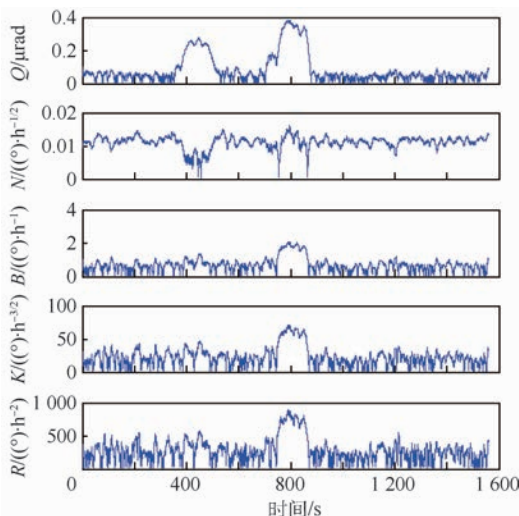 Q/μrad
0.4
0.2
0
N/((°)·h⁻¹/²)
0.02
0.01
0
B/((°)·h⁻¹)
4
2
0
K/((°)·h⁻³/²)
100
50
0
R/((°)·h⁻²)
1 000
500
0 400 800 1 200 1 600
时间/s